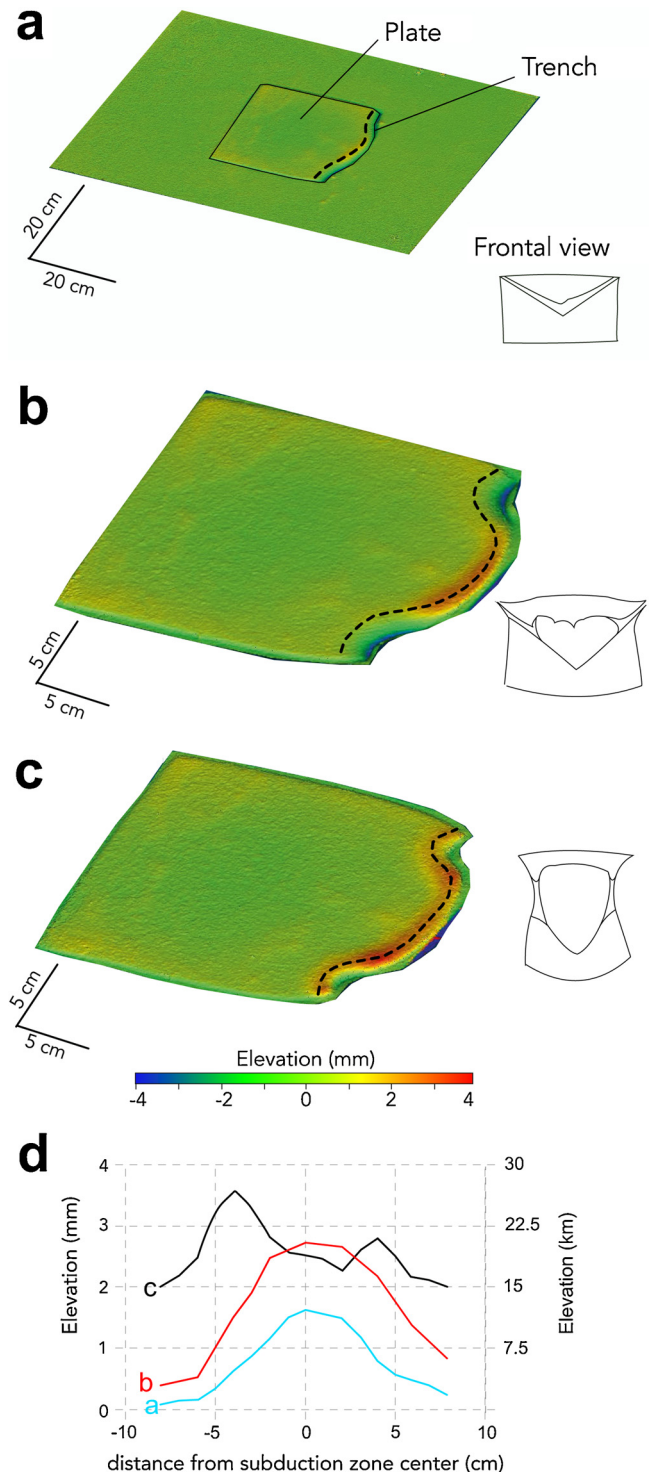 a
Plate
Trench
20 cm
20 cm
Frontal view
b
5 cm
5 cm
c
5 cm
5 cm
Elevation (mm)
-4 -2 0 2 4
d
4 30
3 22.5
2 15
1 7.5
0
Elevation (mm)
Elevation (km)
c
b
a
-10 -5 0 5 10
distance from subduction zone center (cm)